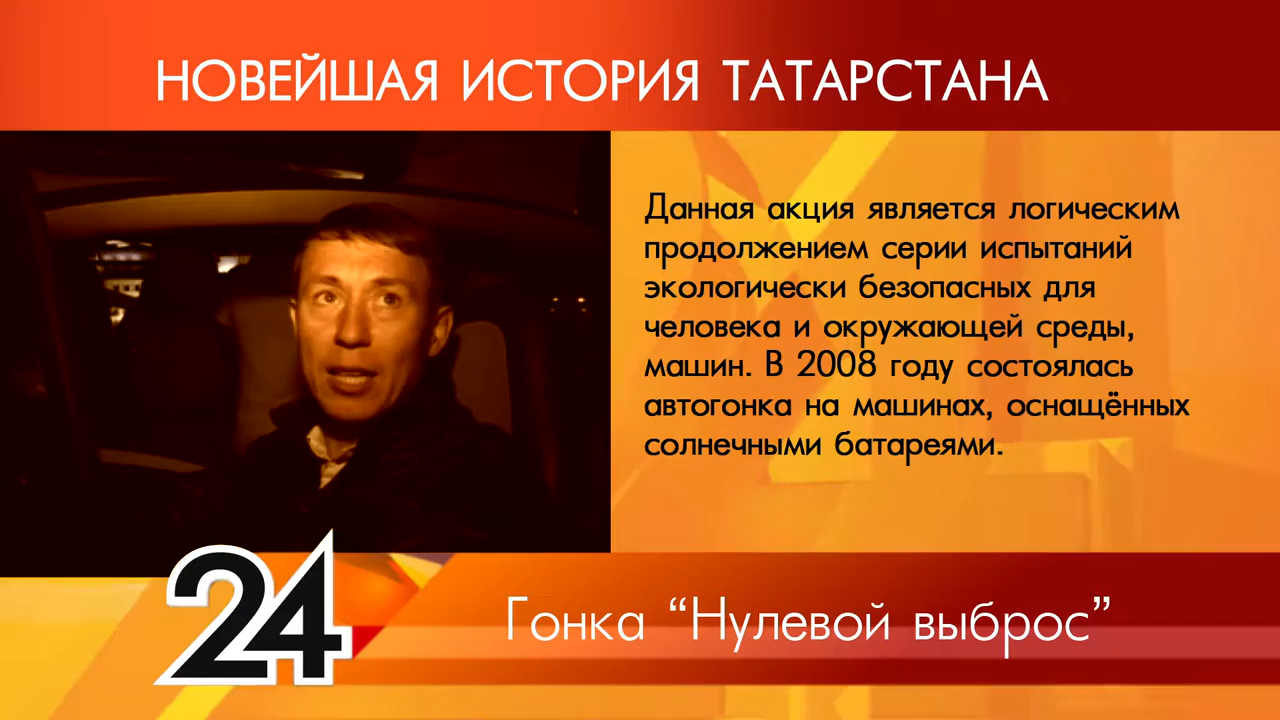 НОВЕЙШАЯ ИСТОРИЯ ТАТАРСТАНА
Данная акция является логическим
продолжением серии испытаний
экологически безопасных для
человека и окружающей среды,
машин. В 2008 году состоялась
автогонка на машинах, оснащённых
солнечными батареями.
24
Гонка “Нулевой выброс”